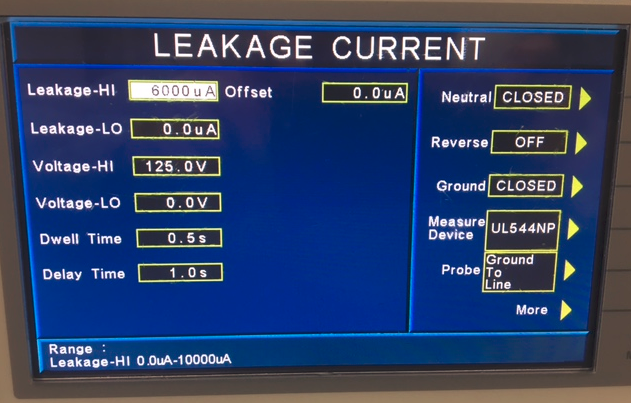 LEAKAGE CURRENT
Leakage-HI 6000uA Offset 0.0uA
Leakage-LO 0.0uA
Voltage-HI 125.0V
Voltage-LO 0.0V
Dwell Time 0.5s
Delay Time 1.0s
Neutral CLOSED
Reverse OFF
Ground CLOSED
Measure
Device UL544NP
Probe Ground
To
Line
More
Range :
Leakage-HI 0.0uA-10000uA